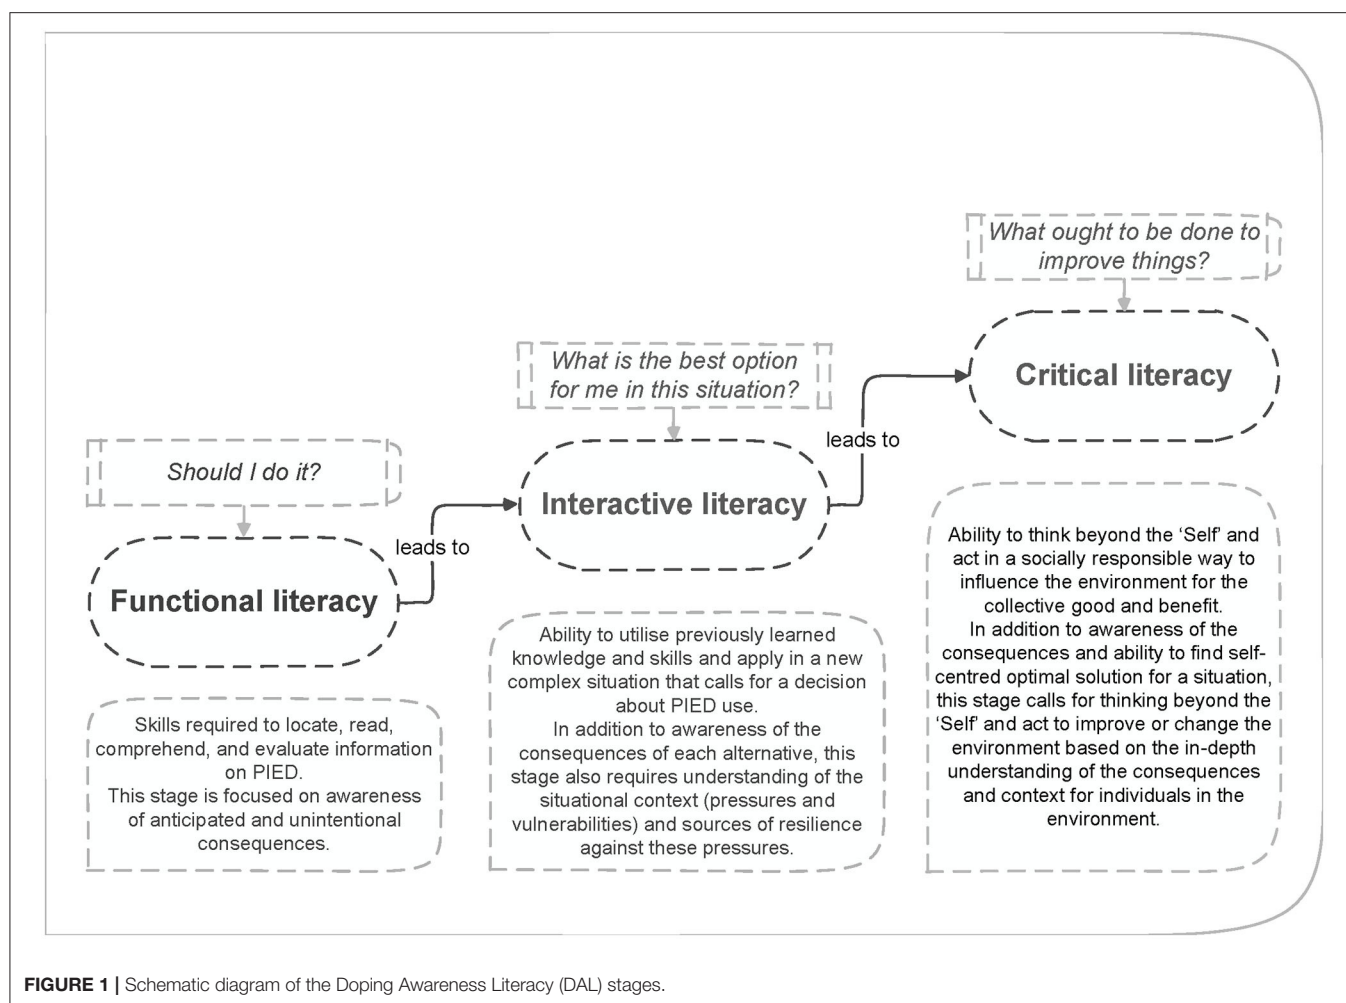 Should I do it?
Functional literacy
Skills required to locate, read,
comprehend, and evaluate information
on PIED.
This stage is focused on awareness
of anticipated and unintentional
consequences.
leads to
What is the best option
for me in this situation?
Interactive literacy
Ability to utilise previously learned
knowledge and skills and apply in a new
complex situation that calls for a decision
about PIED use.
In addition to awareness of the
consequences of each alternative, this
stage also requires understanding of the
situational context (pressures and
vulnerabilities) and sources of resilience
against these pressures.
leads to
What ought to be done to
improve things?
Critical literacy
Ability to think beyond the ‘Self’ and
act in a socially responsible way to
influence the environment for the
collective good and benefit.
In addition to awareness of the
consequences and ability to find self-
centred optimal solution for a situation,
this stage calls for thinking beyond the
‘Self’ and act to improve or change the
environment based on the in-depth
understanding of the consequences
and context for individuals in the
environment.
FIGURE 1 | Schematic diagram of the Doping Awareness Literacy (DAL) stages.